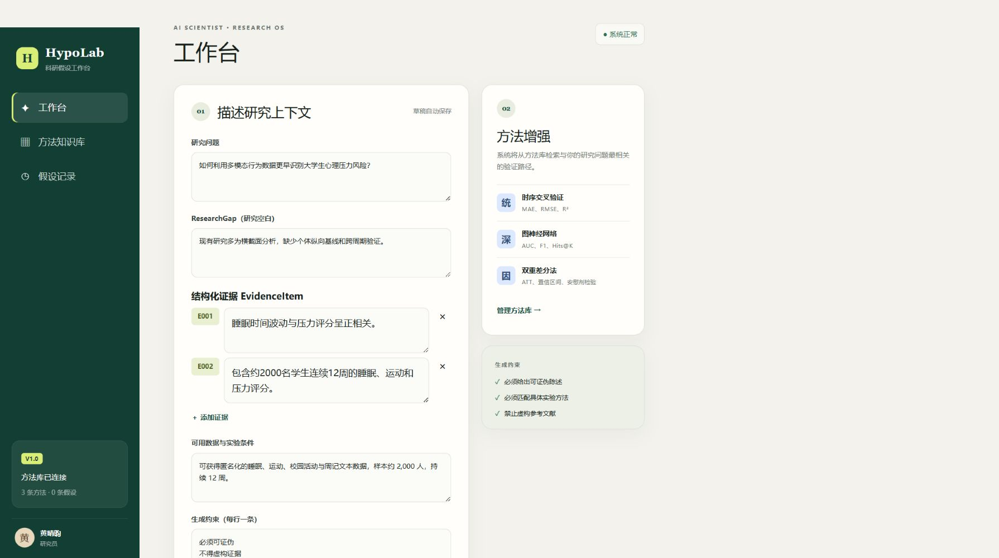 H
HypoLab
科研假设工作台
✦ 工作台
▦ 方法知识库
◷ 假设记录
V1.0
方法库已连接
3 条方法 · 0 条假设
黄
黄晴昀
研究员
AI SCIENTIST • RESEARCH OS
工作台
● 系统正常
01
描述研究上下文
草稿自动保存
研究问题
如何利用多模态行为数据更早识别大学生心理压力风险？
ResearchGap（研究空白）
现有研究多为横截面分析，缺少个体纵向基线和跨周期验证。
结构化证据 EvidenceItem
E001
睡眠时间波动与压力评分呈正相关。
×
E002
包含约2000名学生连续12周的睡眠、运动和
压力评分。
×
+ 添加证据
可用数据与实验条件
可获得匿名化的睡眠、运动、校园活动与周记文本数据，样本约 2,000 人，持
续 12 周。
生成约束（每行一条）
必须可证伪
不得虚构证据
02
方法增强
系统将从方法库检索与你的研究问题最相关
的验证路径。
统
时序交叉验证
MAE、RMSE、R²
深
图神经网络
AUC、F1、Hits@K
因
双重差分法
ATT、置信区间、安慰剂检验
管理方法库 →
生成约束
✓ 必须给出可证伪陈述
✓ 必须匹配具体实验方法
✓ 禁止虚构参考文献